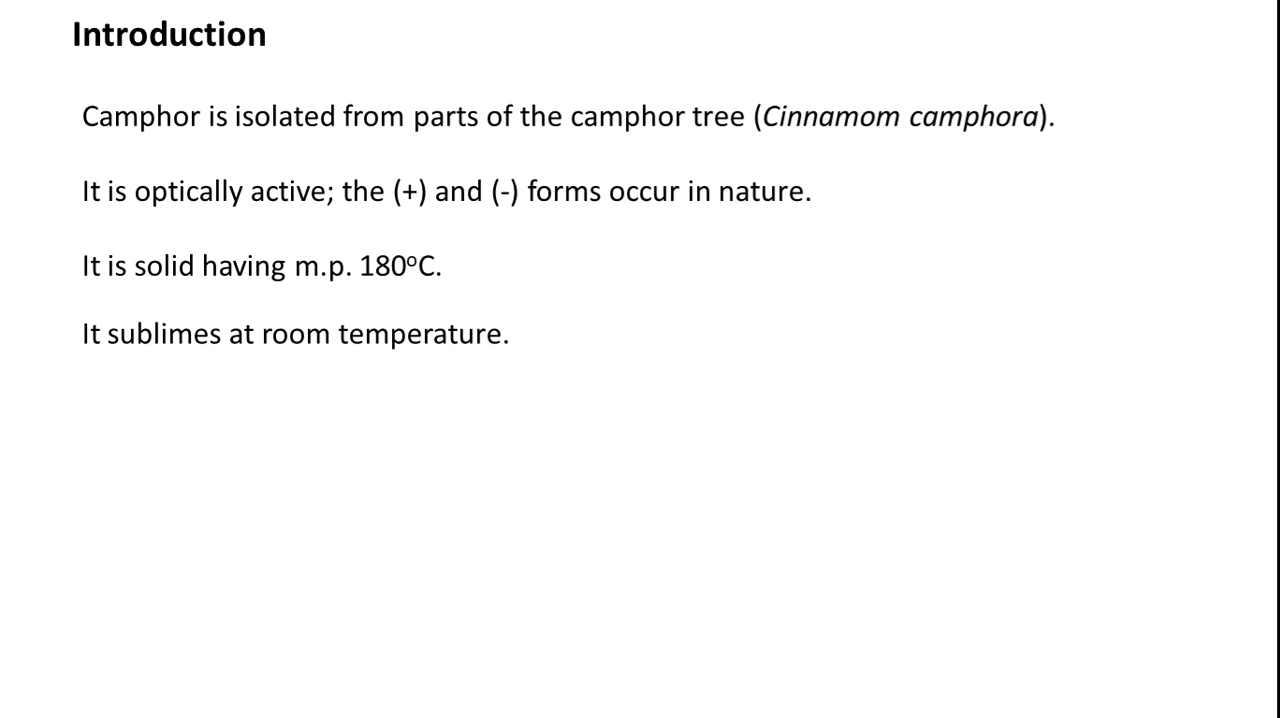 Introduction
Camphor is isolated from parts of the camphor tree (Cinnamom camphora).
It is optically active; the (+) and (-) forms occur in nature.
It is solid having m.p. 180°C.
It sublimes at room temperature.